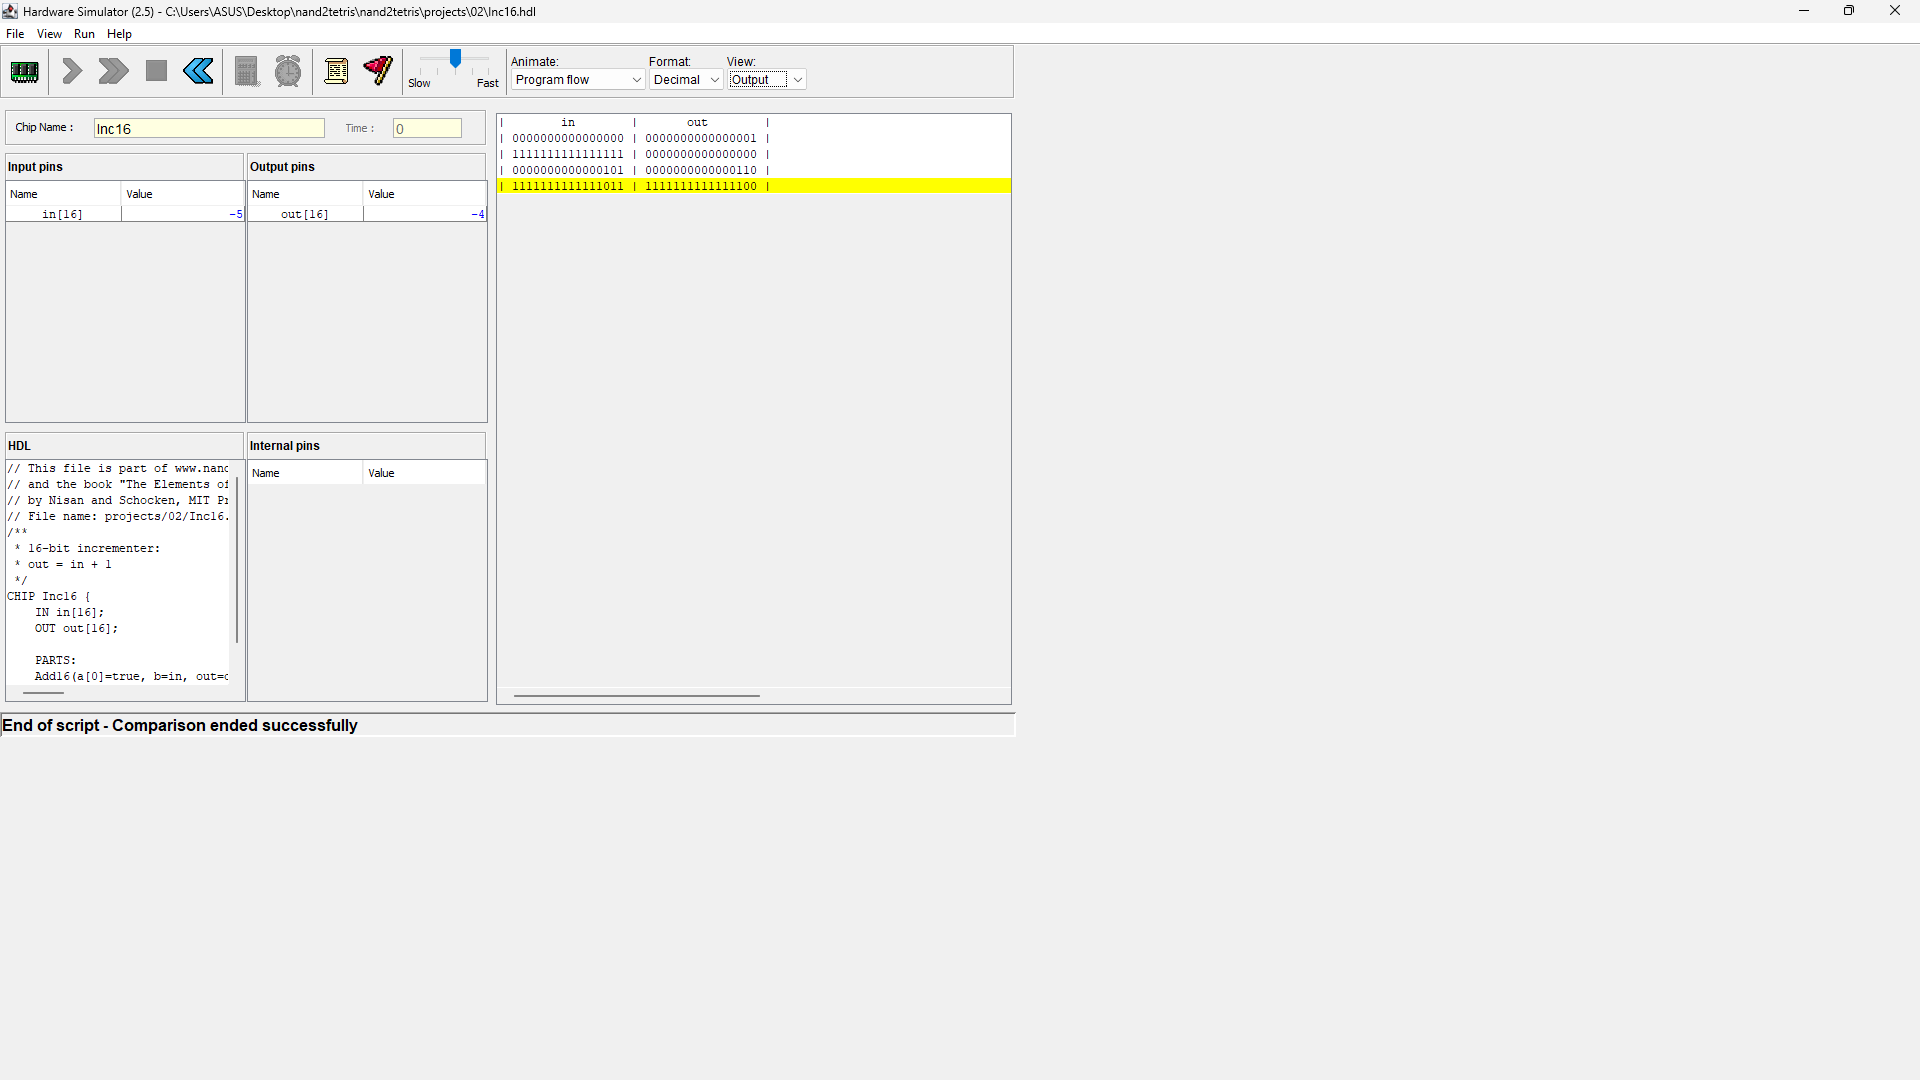 Hardware Simulator (2.5) - C:\Users\ASUS\Desktop\nand2tetris\nand2tetris\projects\02\Inc16.hdl
File View Run Help
Animate: Format: View:
Slow Fast Program flow Decimal Output
Chip Name : Inc16 Time : 0
Input pins Output pins
Name Value Name Value
in[16] -5 out[16] -4
| in | out |
| 0000000000000000 | 0000000000000001 |
| 1111111111111111 | 0000000000000000 |
| 0000000000000101 | 0000000000000110 |
| 1111111111111011 | 1111111111111100 |
HDL Internal pins
Name Value
// This file is part of www.nand
// and the book "The Elements of
// by Nisan and Schocken, MIT Pr
// File name: projects/02/Inc16.
/**
* 16-bit incrementer:
* out = in + 1
*/
CHIP Inc16 {
IN in[16];
OUT out[16];
PARTS:
Add16(a[0]=true, b=in, out=o
End of script - Comparison ended successfully